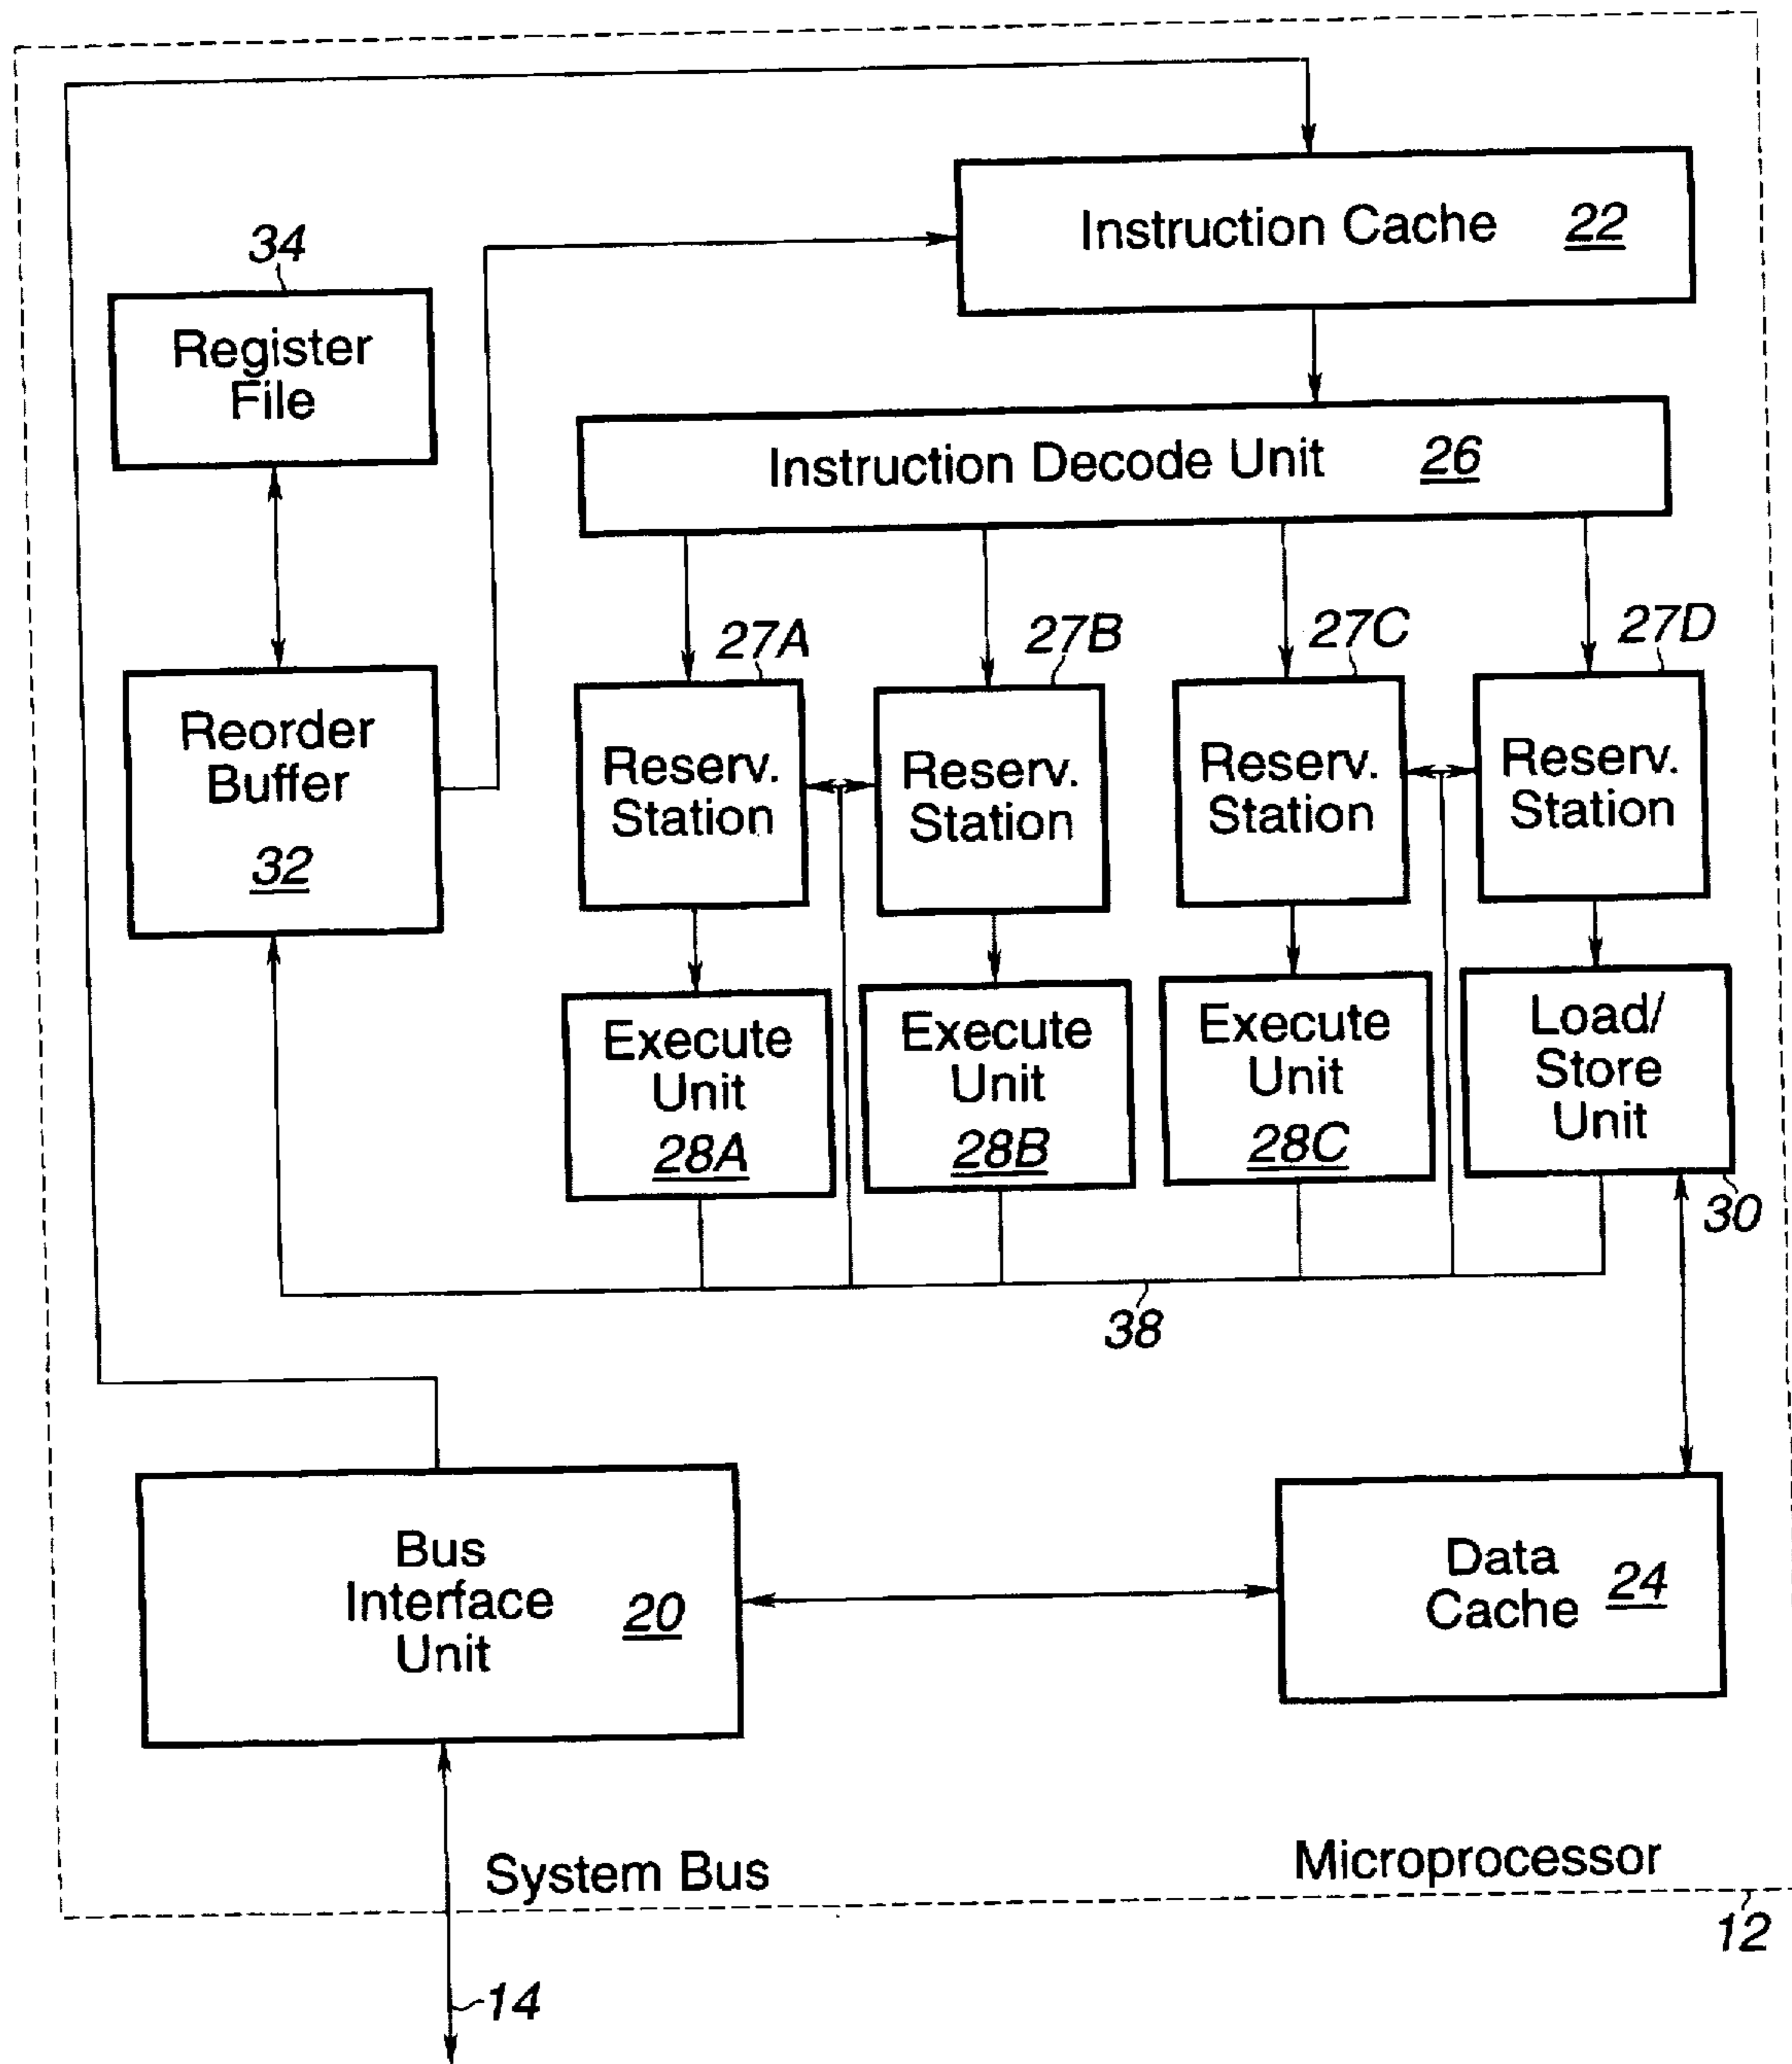 Instruction Cache 22
34
Register
File
Instruction Decode Unit 26
27A
27B
27C
27D
Reorder
Buffer
32
Reserv.
Station
Reserv.
Station
Reserv.
Station
Reserv.
Station
Execute
Unit
28A
Execute
Unit
28B
Execute
Unit
28C
Load/
Store
Unit
30
38
Bus
Interface
Unit
20
Data
Cache
24
System Bus
Microprocessor
12
14